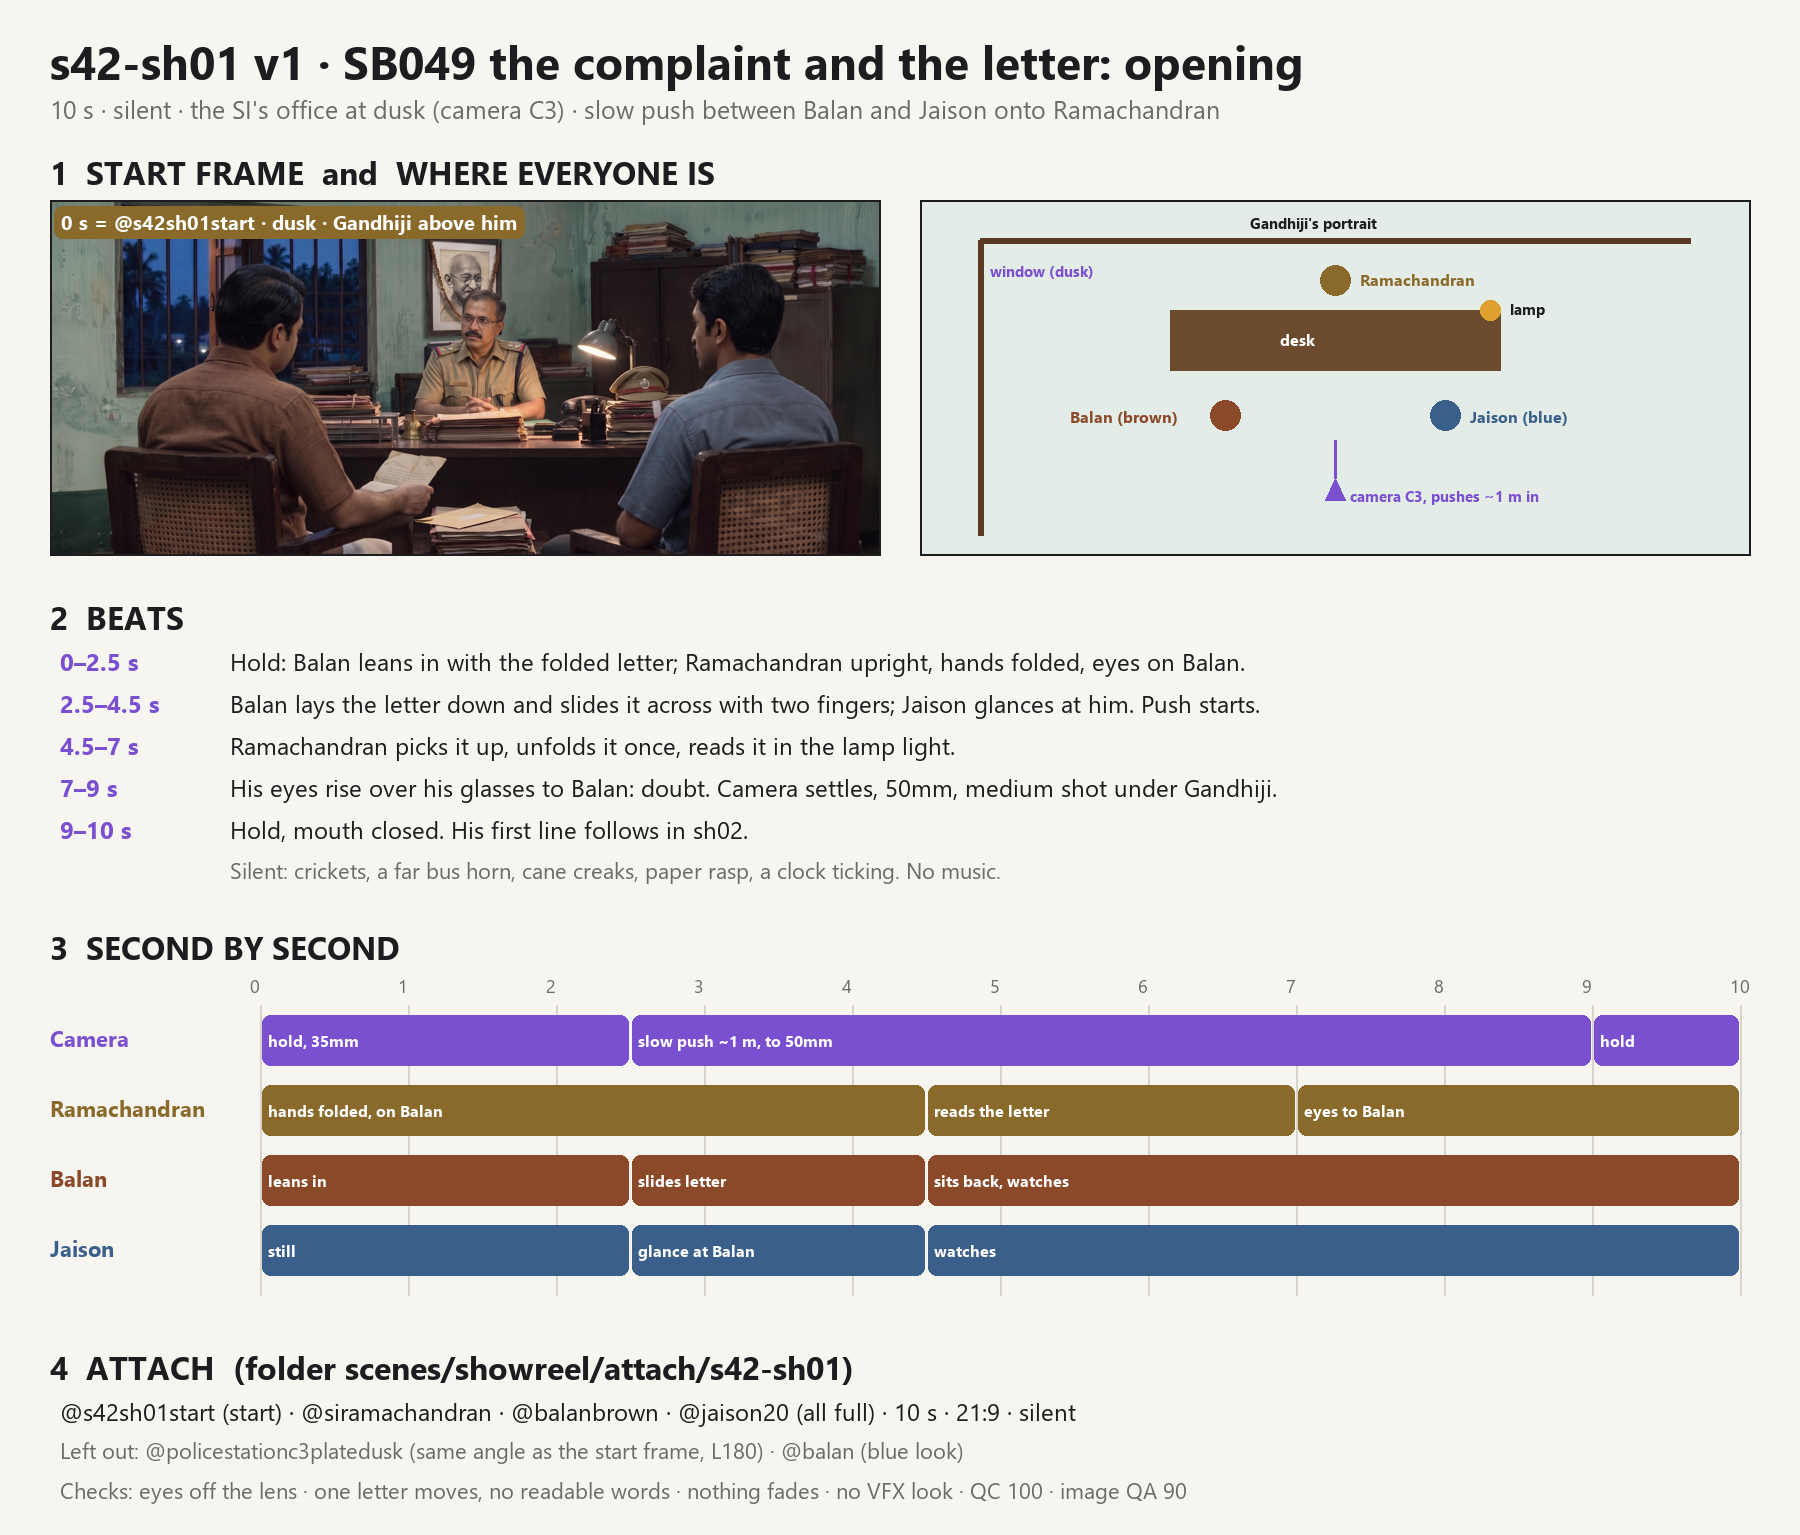 s42-sh01 v1 · SB049 the complaint and the letter: opening
10 s · silent · the SI's office at dusk (camera C3) · slow push between Balan and Jaison onto Ramachandran
1 START FRAME and WHERE EVERYONE IS
0 s = @s42sh01start · dusk · Gandhiji above him
Gandhiji's portrait
window (dusk)
Ramachandran
lamp
desk
Balan (brown)
Jaison (blue)
camera C3, pushes ~1 m in
2 BEATS
0–2.5 s Hold: Balan leans in with the folded letter; Ramachandran upright, hands folded, eyes on Balan.
2.5–4.5 s Balan lays the letter down and slides it across with two fingers; Jaison glances at him. Push starts.
4.5–7 s Ramachandran picks it up, unfolds it once, reads it in the lamp light.
7–9 s His eyes rise over his glasses to Balan: doubt. Camera settles, 50mm, medium shot under Gandhiji.
9–10 s Hold, mouth closed. His first line follows in sh02.
Silent: crickets, a far bus horn, cane creaks, paper rasp, a clock ticking. No music.
3 SECOND BY SECOND
0 1 2 3 4 5 6 7 8 9 10
Camera hold, 35mm slow push ~1 m, to 50mm hold
Ramachandran hands folded, on Balan reads the letter eyes to Balan
Balan leans in slides letter sits back, watches
Jaison still glance at Balan watches
4 ATTACH (folder scenes/showreel/attach/s42-sh01)
@s42sh01start (start) · @siramachandran · @balanbrown · @jaison20 (all full) · 10 s · 21:9 · silent
Left out: @policestationc3platedusk (same angle as the start frame, L180) · @balan (blue look)
Checks: eyes off the lens · one letter moves, no readable words · nothing fades · no VFX look · QC 100 · image QA 90